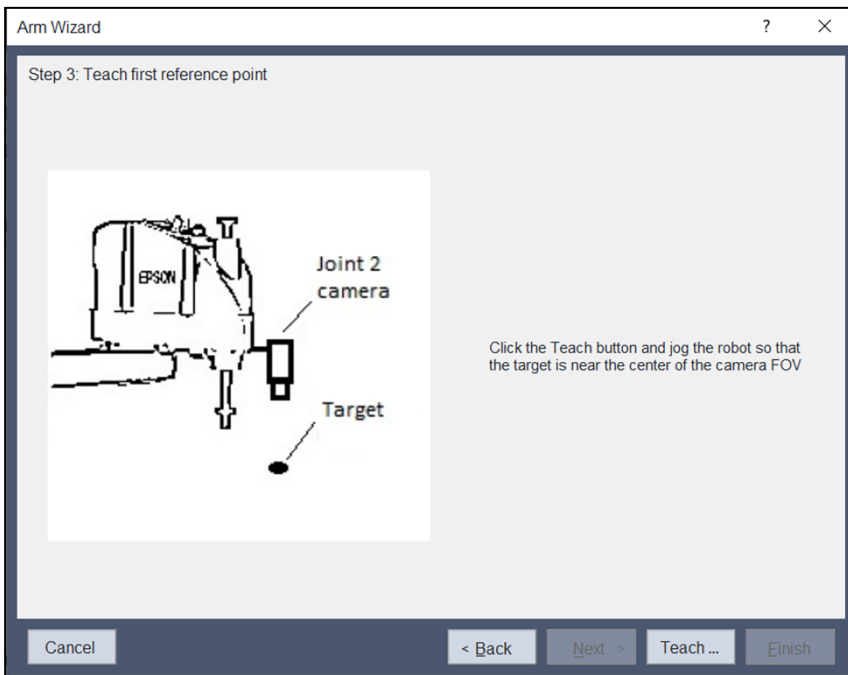 Arm Wizard
?
Step 3: Teach first reference point
EPSON
Joint 2
camera
Target
Click the Teach button and jog the robot so that
the target is near the center of the camera FOV
Cancel
< Back
Next >
Teach ...
Finish